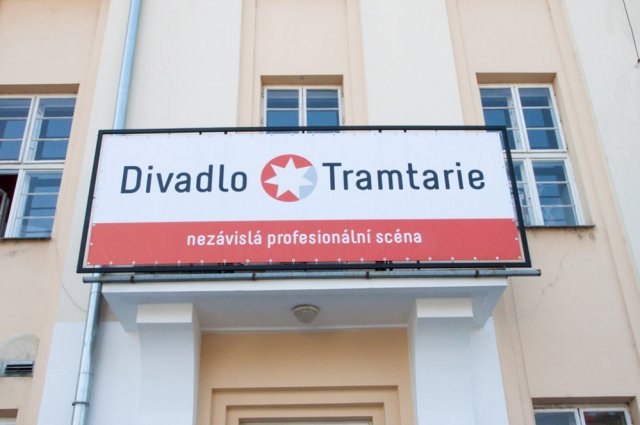 Divadlo Tramtarie
nezávislá profesionální scéna